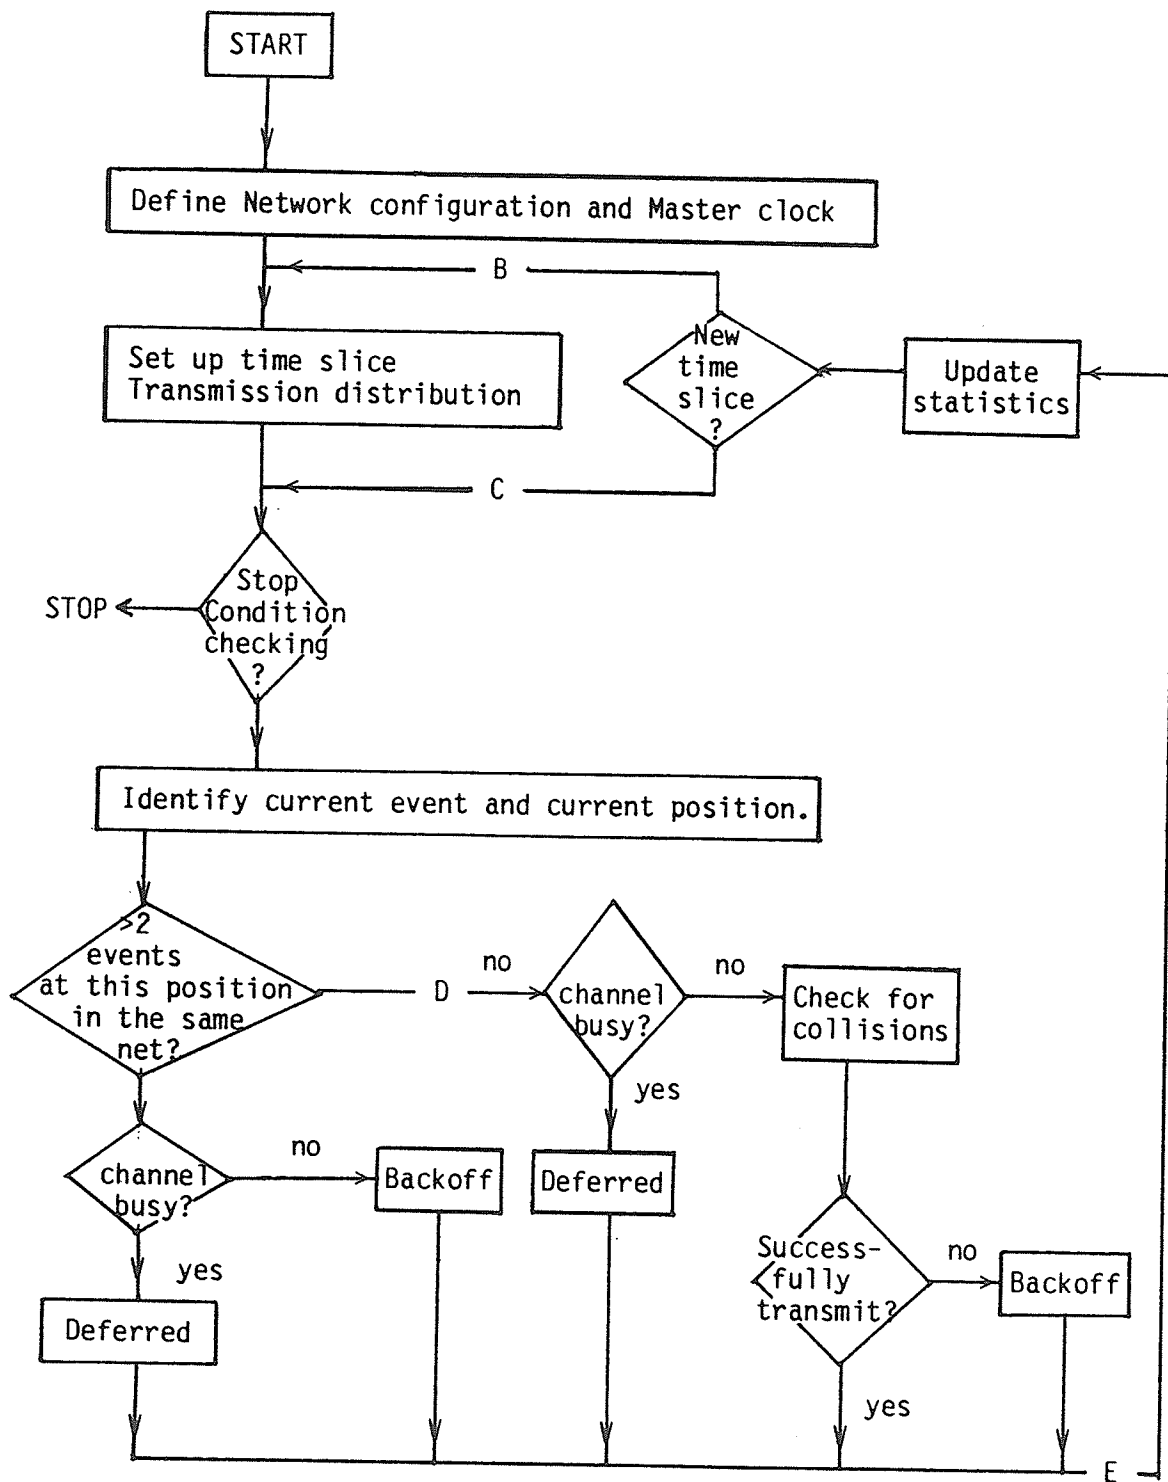 START
Define Network configuration and Master clock
B
Set up time slice
Transmission distribution
New
time
slice
?
Update
statistics
C
Stop
Condition
checking
?
STOP
Identify current event and current position.
>2
events
at this position
in the same
net?
D
no
channel
busy?
no
Check for
collisions
yes
channel
busy?
no
Backoff
Deferred
yes
Deferred
Success-
fully
transmit?
no
Backoff
yes
E